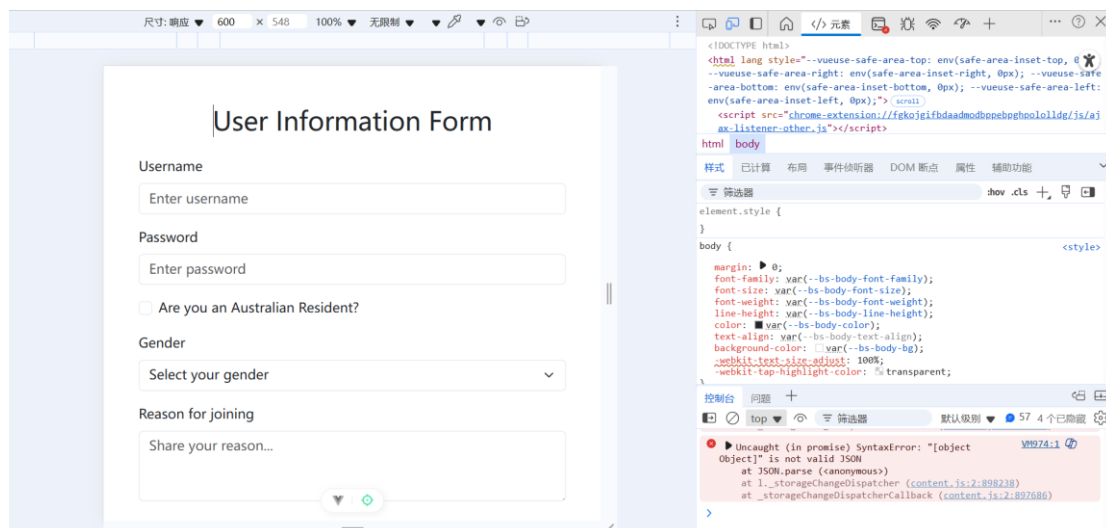 尺寸: 响应 ▼ 600 × 548 100% ▼ 无限制 ▼
User Information Form
Username
Enter username
Password
Enter password
Are you an Australian Resident?
Gender
Select your gender
Reason for joining
Share your reason...
</> 元素
<!DOCTYPE html>
<html lang style="--vueuse-safe-area-top: env(safe-area-inset-top, 0
--vueuse-safe-area-right: env(safe-area-inset-right, 0px); --vueuse-safe
-area-bottom: env(safe-area-inset-bottom, 0px); --vueuse-safe-area-left:
env(safe-area-inset-left, 0px);"> scroll
<script src="chrome-extension://fgkojgifbdaadmodbppebpghpololldg/js/aj
ax-listener-other.js"></script>
html body
样式 已计算 布局 事件侦听器 DOM 断点 属性 辅助功能
筛选器 :hov .cls
element.style {
}
body { <style>
margin: ▶ 0;
font-family: var(--bs-body-font-family);
font-size: var(--bs-body-font-size);
font-weight: var(--bs-body-font-weight);
line-height: var(--bs-body-line-height);
color: var(--bs-body-color);
text-align: var(--bs-body-text-align);
background-color: var(--bs-body-bg);
-webkit-text-size-adjust: 100%;
-webkit-tap-highlight-color: transparent;
}
控制台 问题
top ▼ 筛选器 默认级别 ▼ 57 4 个已隐藏
▶ Uncaught (in promise) SyntaxError: "[object VM974:1
Object]" is not valid JSON
at JSON.parse (<anonymous>)
at l._storageChangeDispatcher (content.js:2:898238)
at _storageChangeDispatcherCallback (content.js:2:897686)